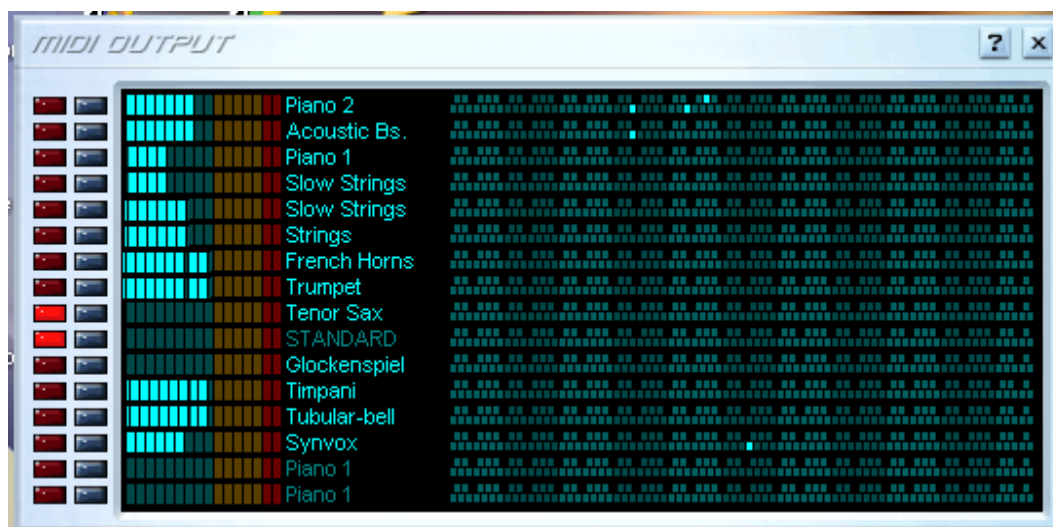 MIDI OUTPUT
? x
Piano 2
Acoustic Bs.
Piano 1
Slow Strings
Slow Strings
Strings
French Horns
Trumpet
Tenor Sax
STANDARD
Glockenspiel
Timpani
Tubular-bell
Synvox
Piano 1
Piano 1